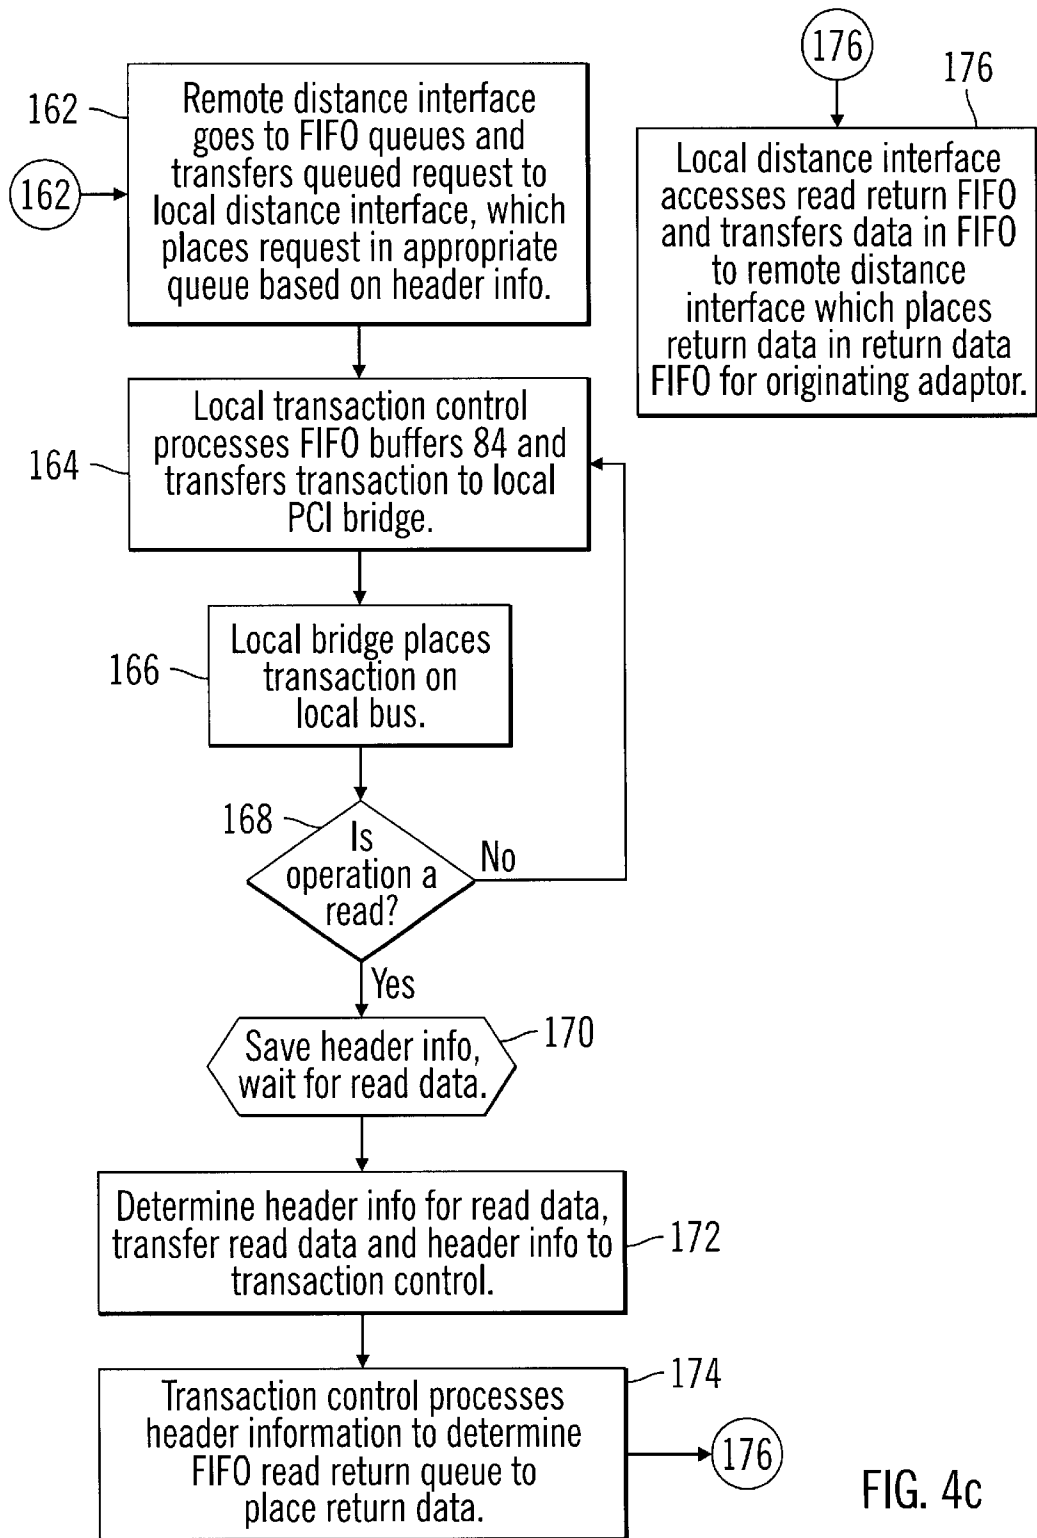 162
162
Remote distance interface
goes to FIFO queues and
transfers queued request to
local distance interface, which
places request in appropriate
queue based on header info.
164
Local transaction control
processes FIFO buffers 84 and
transfers transaction to local
PCI bridge.
166
Local bridge places
transaction on
local bus.
168
Is
operation a
read?
No
Yes
Save header info,
wait for read data.
170
Determine header info for read data,
transfer read data and header info to
transaction control.
172
Transaction control processes
header information to determine
FIFO read return queue to
place return data.
174
176
176
176
Local distance interface
accesses read return FIFO
and transfers data in FIFO
to remote distance
interface which places
return data in return data
FIFO for originating adaptor.
FIG. 4c